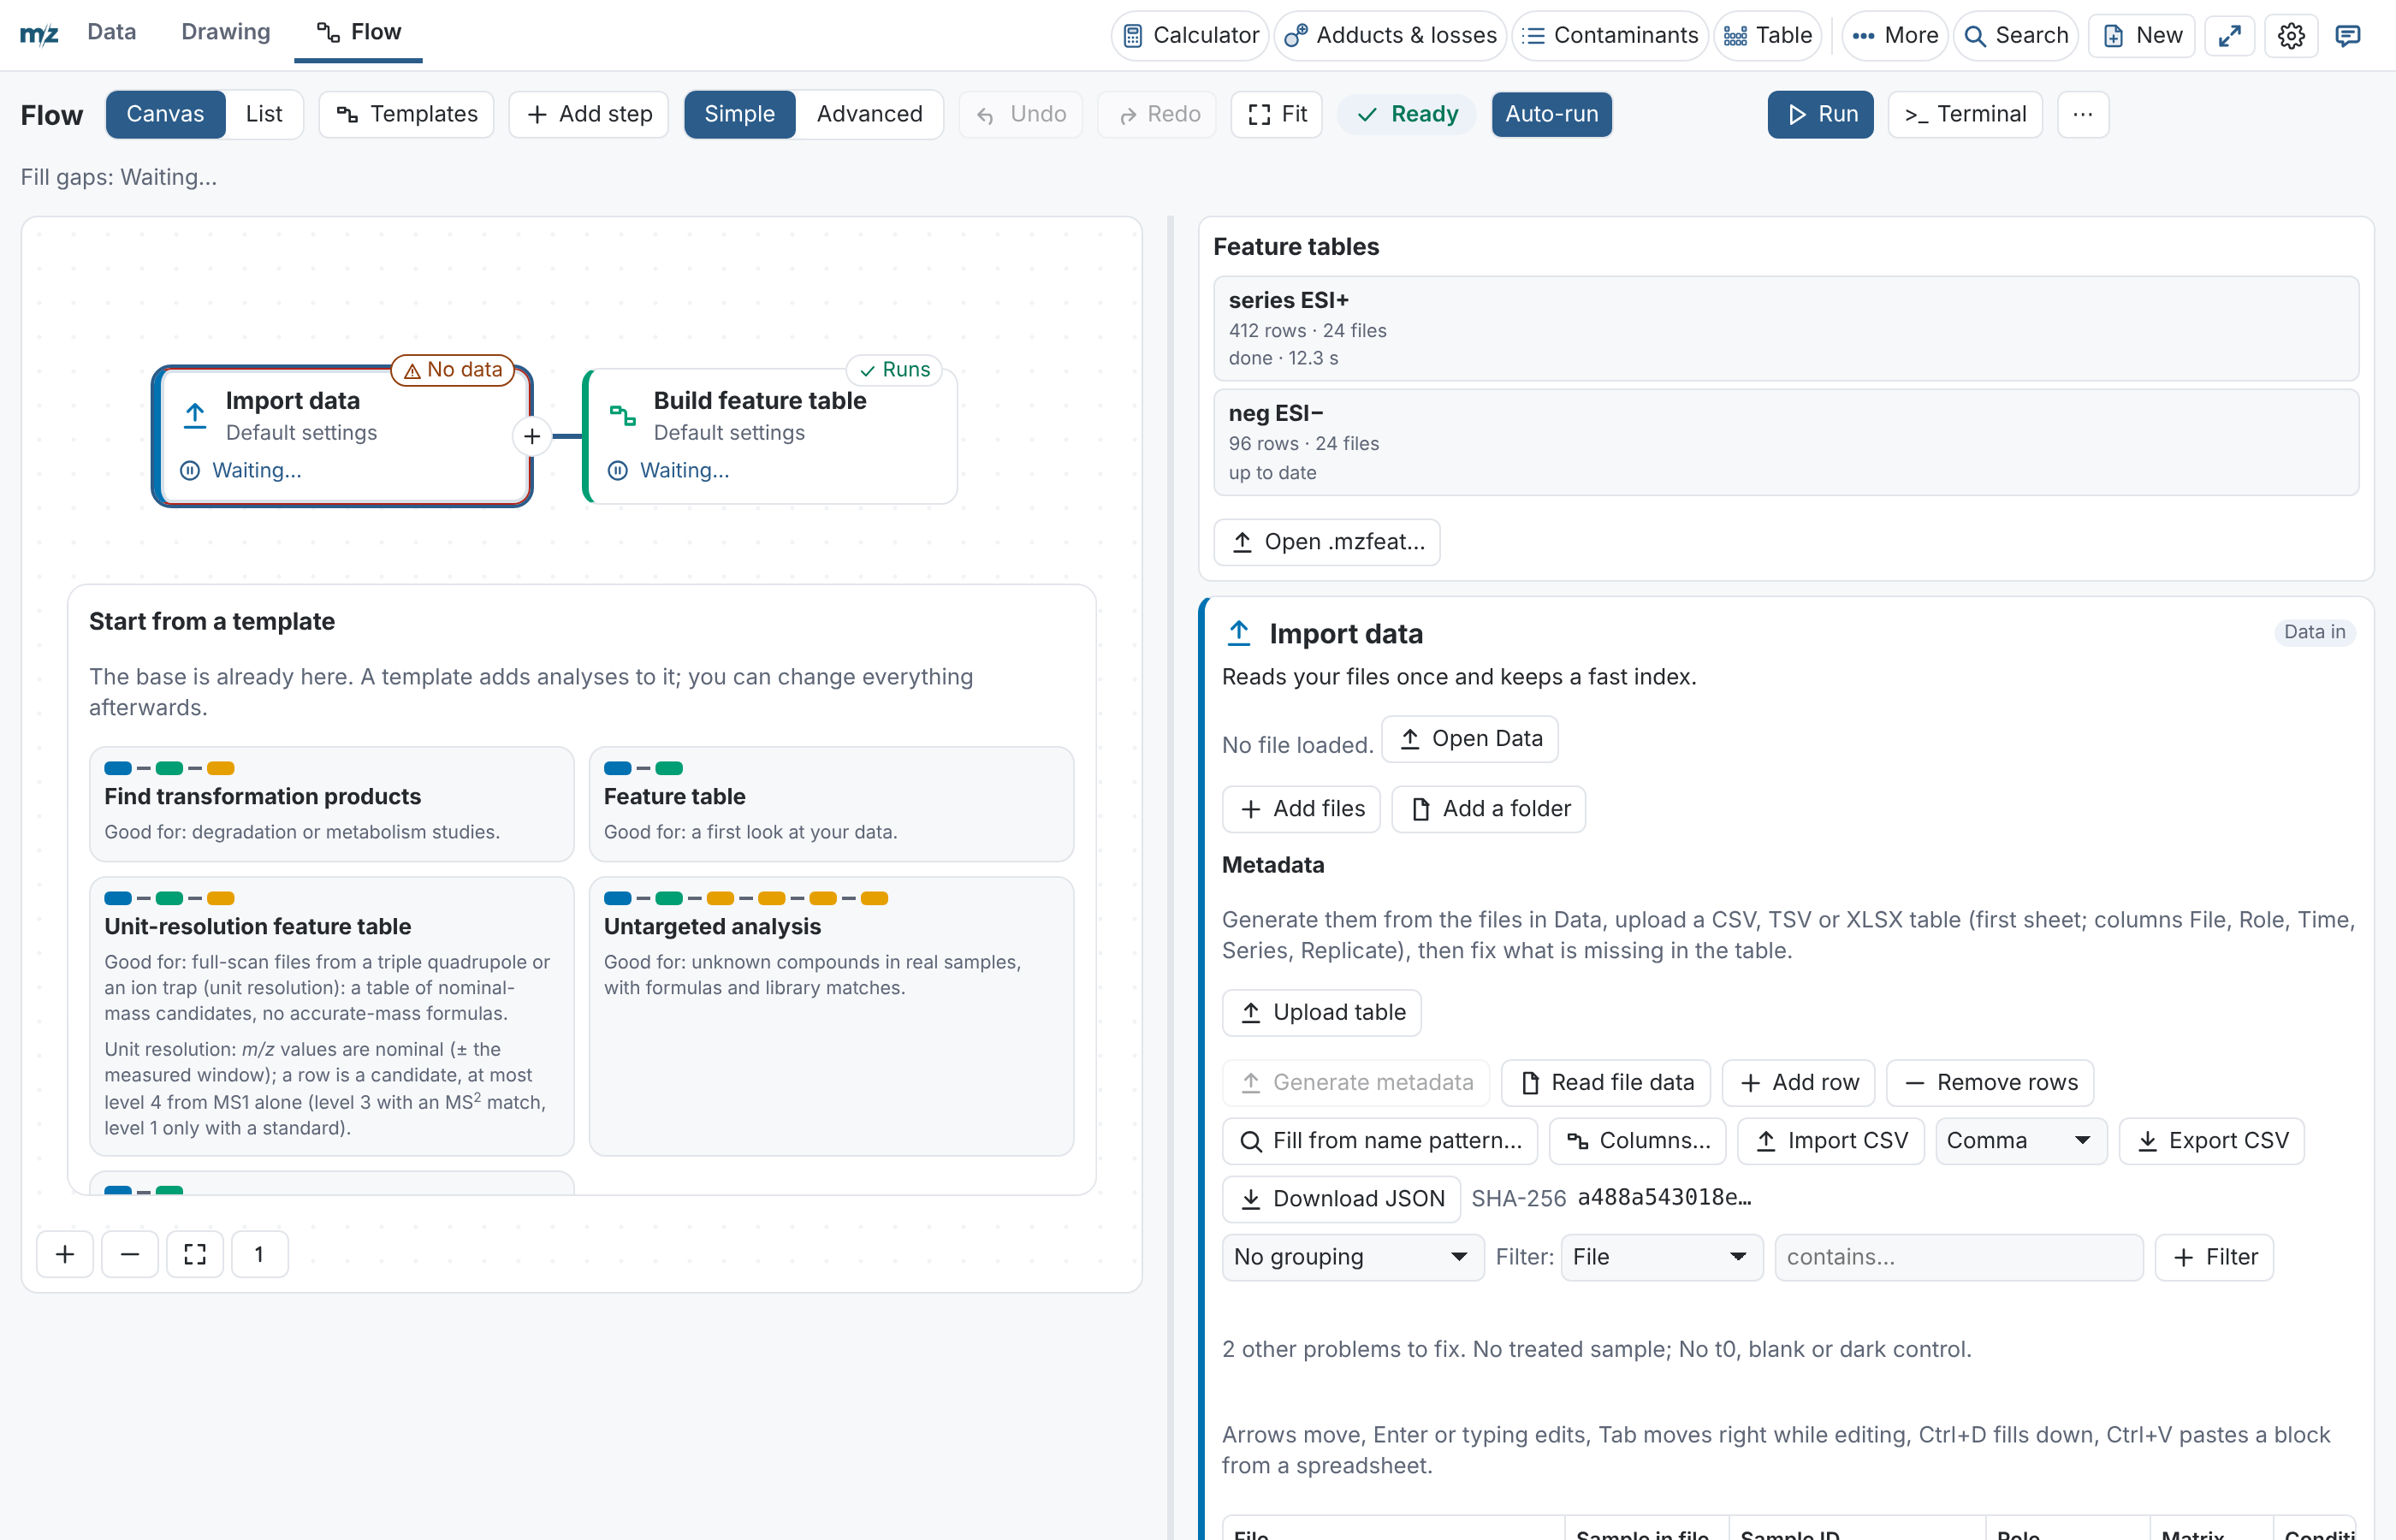 m/z Data Drawing Flow Calculator Adducts & losses Contaminants Table More Search New
Flow Canvas List Templates Add step Simple Advanced Undo Redo Fit Ready Auto-run Run >_ Terminal ...
Fill gaps: Waiting...
No data
Import data
Default settings
Waiting...
Runs
Build feature table
Default settings
Waiting...
Start from a template
The base is already here. A template adds analyses to it; you can change everything
afterwards.
Find transformation products
Good for: degradation or metabolism studies.
Feature table
Good for: a first look at your data.
Unit-resolution feature table
Good for: full-scan files from a triple quadrupole or
an ion trap (unit resolution): a table of nominal-
mass candidates, no accurate-mass formulas.
Unit resolution: m/z values are nominal (± the
measured window); a row is a candidate, at most
level 4 from MS1 alone (level 3 with an MS² match,
level 1 only with a standard).
Untargeted analysis
Good for: unknown compounds in real samples,
with formulas and library matches.
1
Feature tables
series ESI+
412 rows · 24 files
done · 12.3 s
neg ESI−
96 rows · 24 files
up to date
Open .mzfeat...
Import data Data in
Reads your files once and keeps a fast index.
No file loaded. Open Data
Add files Add a folder
Metadata
Generate them from the files in Data, upload a CSV, TSV or XLSX table (first sheet; columns File, Role, Time,
Series, Replicate), then fix what is missing in the table.
Upload table
Generate metadata Read file data Add row Remove rows
Fill from name pattern... Columns... Import CSV Comma Export CSV
Download JSON SHA-256 a488a543018e…
No grouping Filter: File contains... Filter
2 other problems to fix. No treated sample; No t0, blank or dark control.
Arrows move, Enter or typing edits, Tab moves right while editing, Ctrl+D fills down, Ctrl+V pastes a block
from a spreadsheet.
File Sample in file Sample ID Role Matrix Conditi